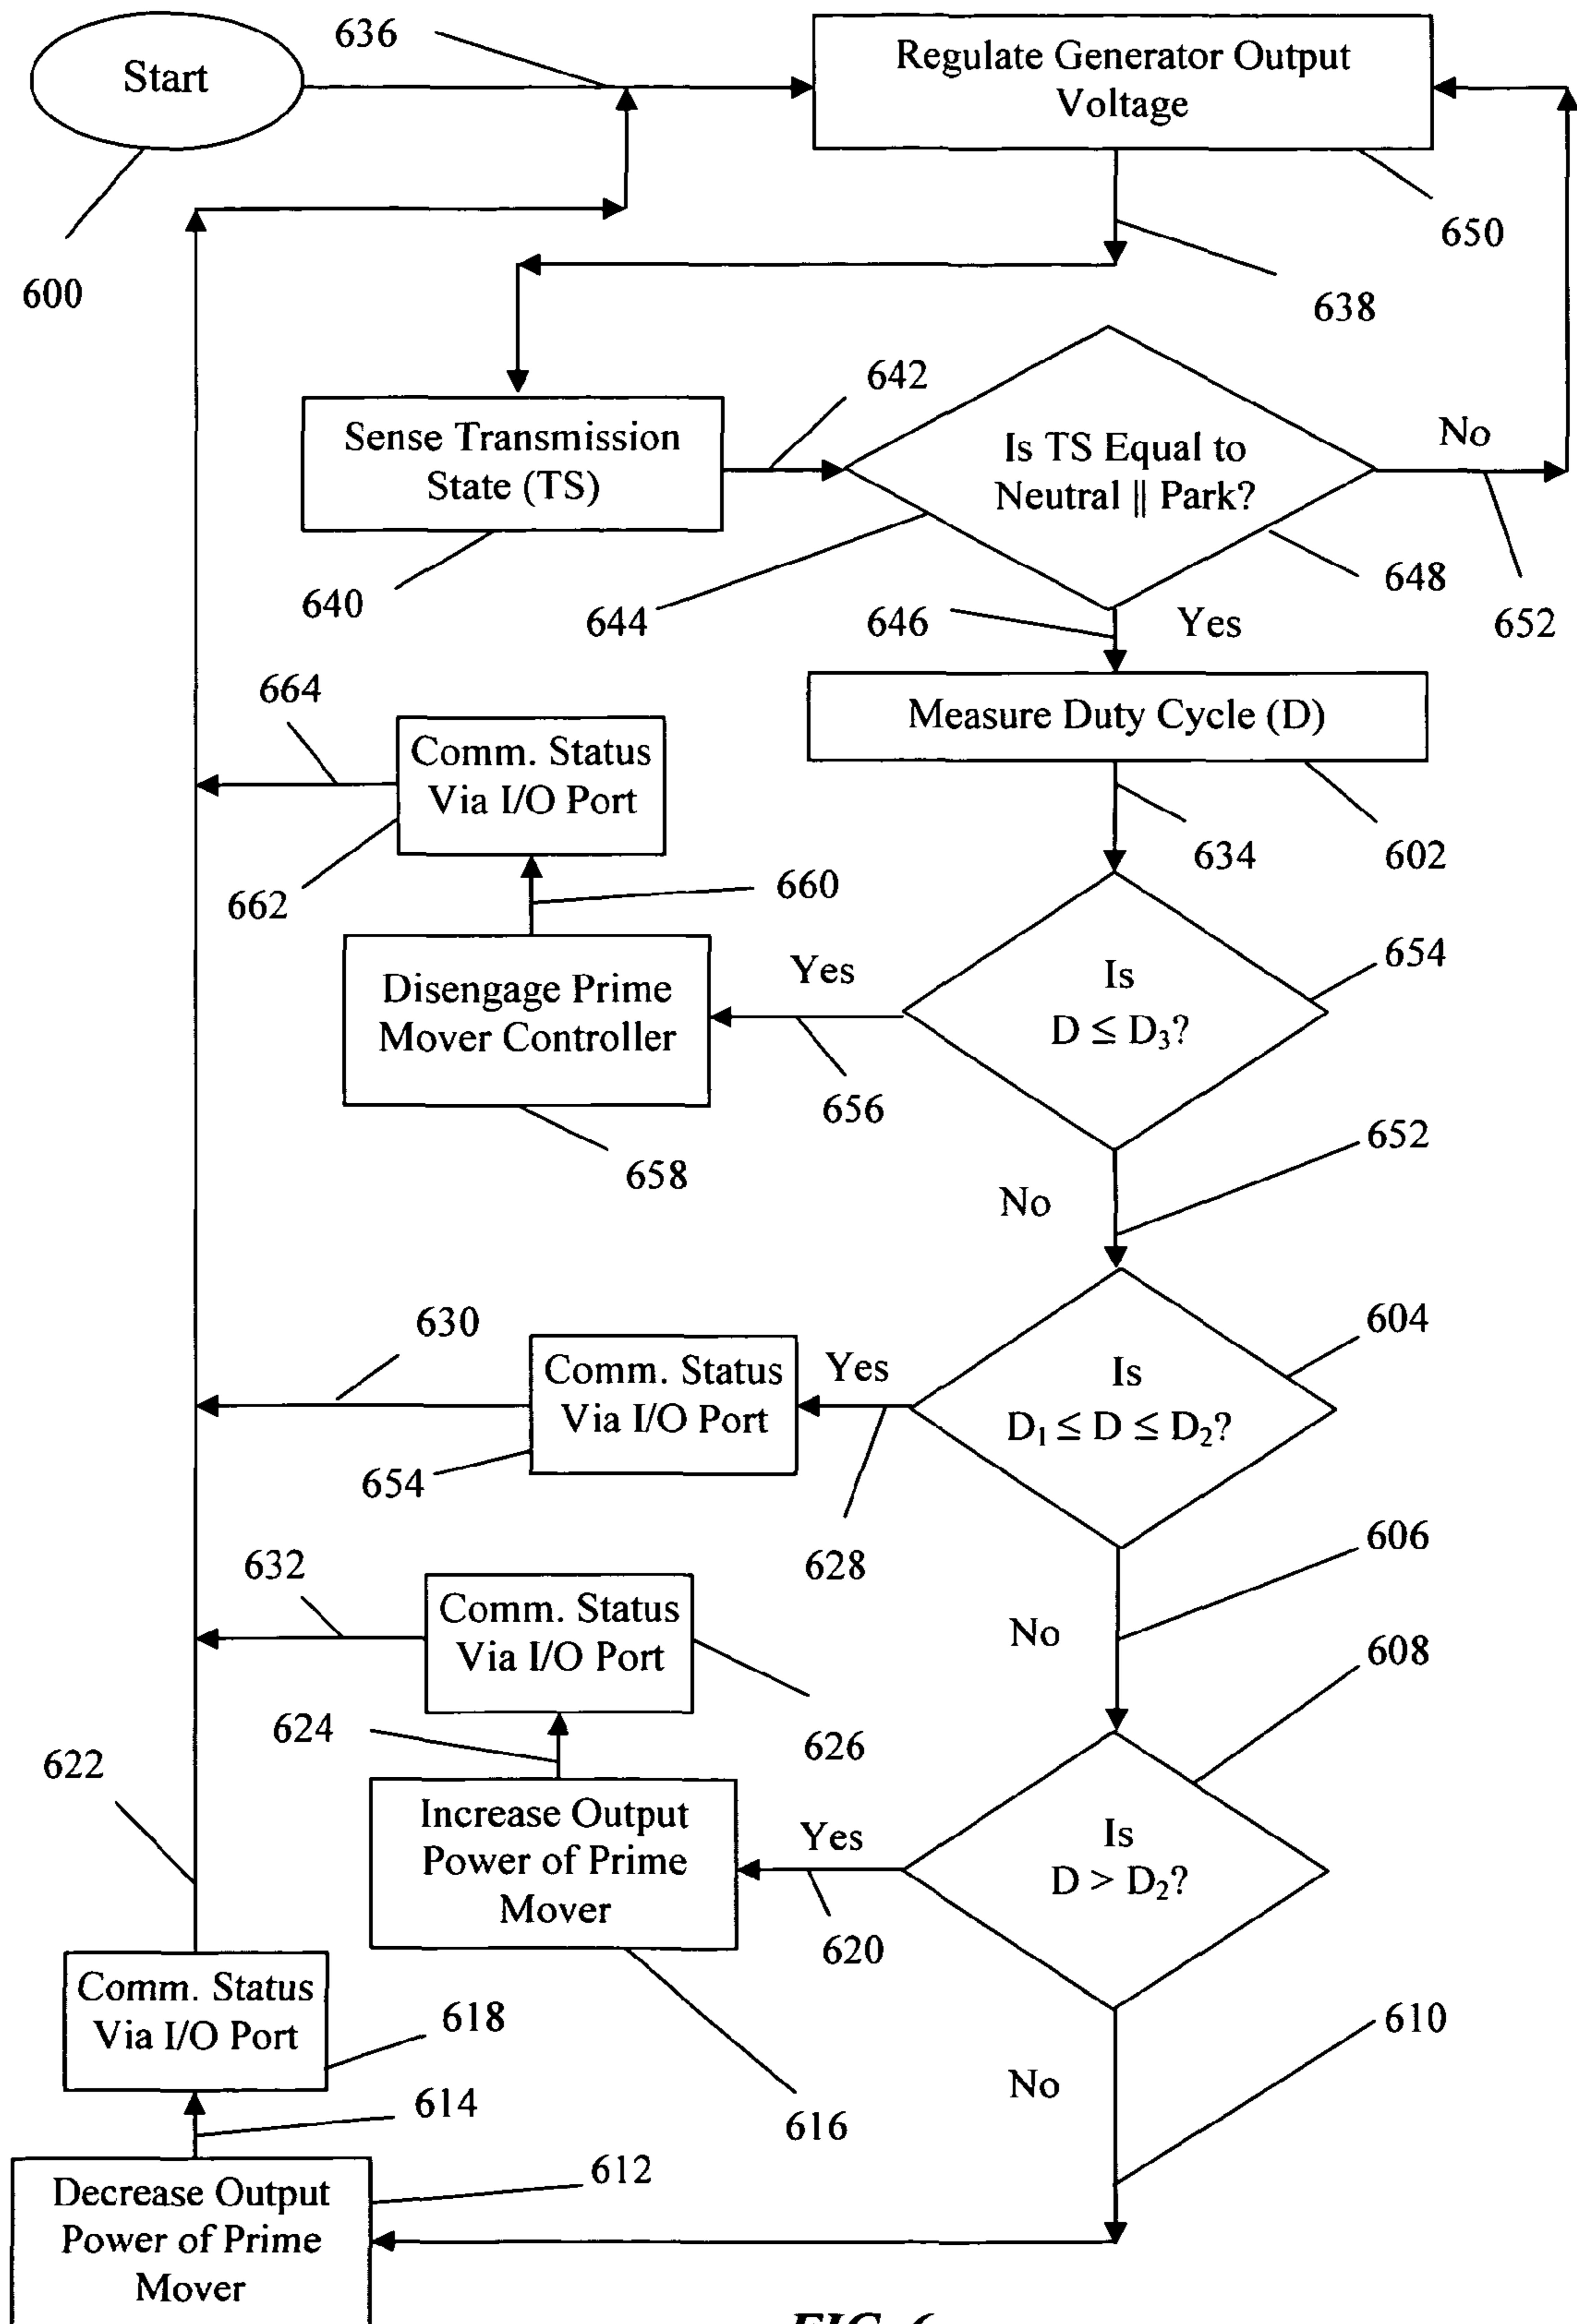 636
Start
Regulate Generator Output
Voltage
600
650
638
642
Sense Transmission
State (TS)
Is TS Equal to
Neutral || Park?
No
640
644
648
652
646
Yes
664
Measure Duty Cycle (D)
Comm. Status
Via I/O Port
634
602
662
660
654
Disengage Prime
Mover Controller
Yes
Is
D ≤ D₃?
656
658
652
No
630
604
Comm. Status
Via I/O Port
Yes
Is
D₁ ≤ D ≤ D₂?
654
628
606
632
Comm. Status
Via I/O Port
No
608
624
626
622
Increase Output
Power of Prime
Mover
Yes
Is
D > D₂?
620
Comm. Status
Via I/O Port
618
610
No
614
616
612
Decrease Output
Power of Prime
Mover
FIG. 6